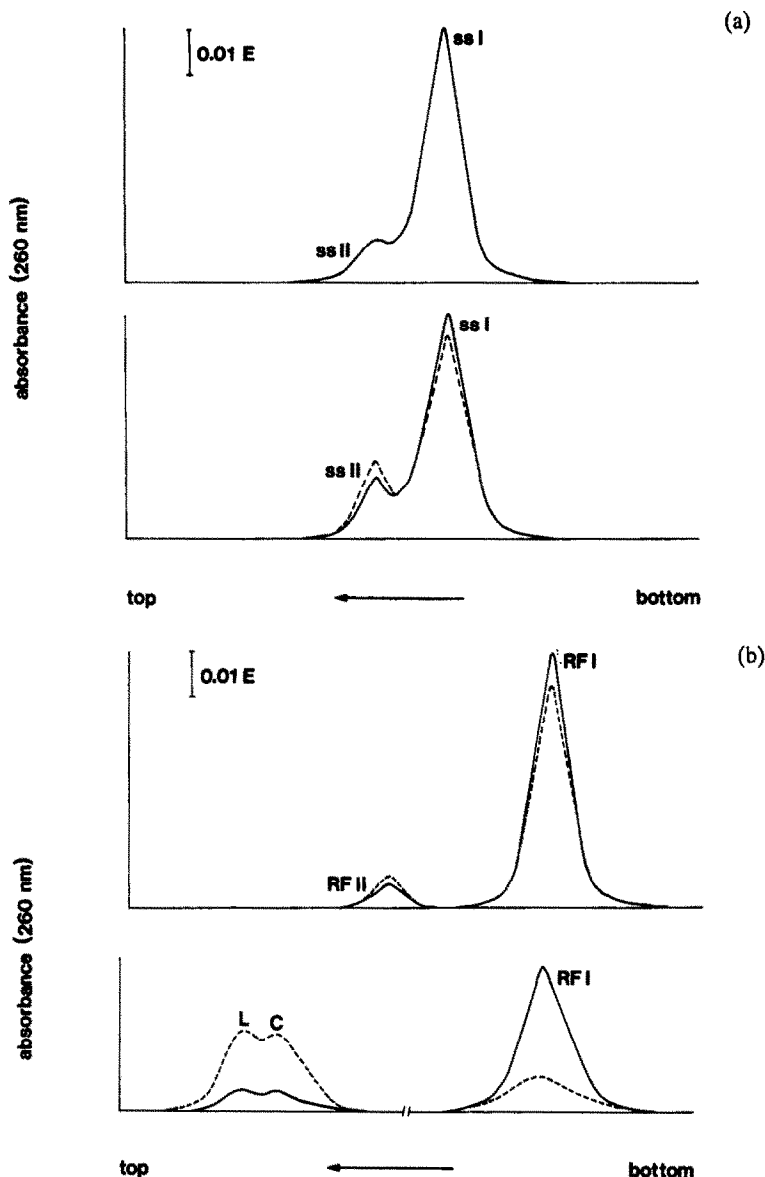 (a)
0.01 E
ss I
ss II
absorbance (260 nm)
ss I
ss II
top bottom
(b)
0.01 E
RF I
RF II
absorbance (260 nm)
L C
RF I
top bottom